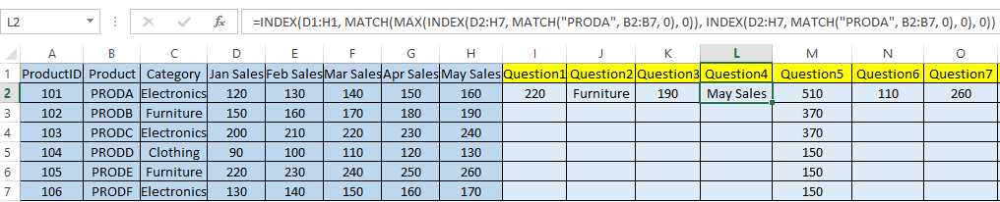 L2 fx =INDEX(D1:H1, MATCH(MAX(INDEX(D2:H7, MATCH("PRODA", B2:B7, 0), 0)), INDEX(D2:H7, MATCH("PRODA", B2:B7, 0), 0), 0))
A B C D E F G H I J K L M N O
1 ProductID Product Category Jan Sales Feb Sales Mar Sales Apr Sales May Sales Question1 Question2 Question3 Question4 Question5 Question6 Question7
2 101 PRODA Electronics 120 130 140 150 160 220 Furniture 190 May Sales 510 110 260
3 102 PRODB Furniture 150 160 170 180 190 370
4 103 PRODC Electronics 200 210 220 230 240 370
5 104 PRODD Clothing 90 100 110 120 130 150
6 105 PRODE Furniture 220 230 240 250 260 150
7 106 PRODF Electronics 130 140 150 160 170 150